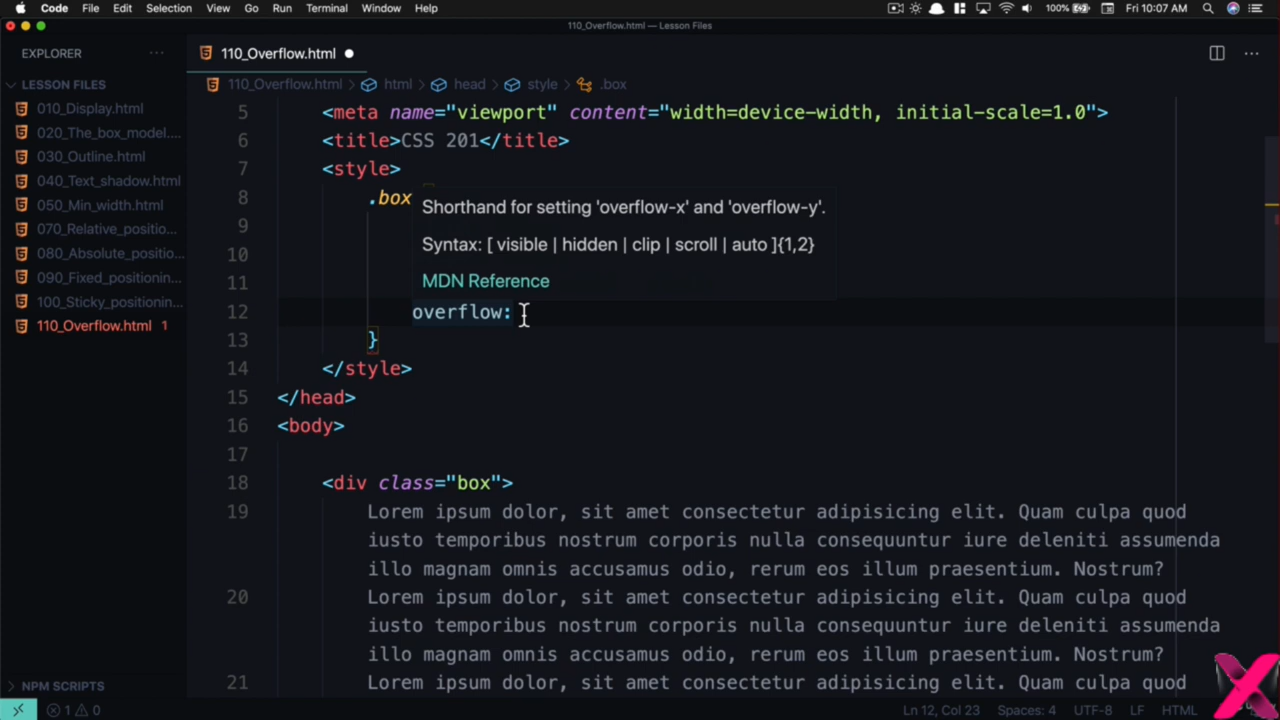 Code File Edit Selection View Go Run Terminal Window Help 100% Fri 10:07 AM
110_Overflow.html — Lesson Files
EXPLORER ···
110_Overflow.html ● ···
LESSON FILES
110_Overflow.html > html > head > style > .box
010_Display.html
020_The_box_model....
030_Outline.html
040_Text_shadow.html
050_Min_width.html
070_Relative_positio...
080_Absolute_positio...
090_Fixed_positionin...
100_Sticky_positionin...
110_Overflow.html 1
5 <meta name="viewport" content="width=device-width, initial-scale=1.0">
6 <title>CSS 201</title>
7 <style>
8 .box
9
10
11
Shorthand for setting 'overflow-x' and 'overflow-y'.
Syntax: [ visible | hidden | clip | scroll | auto ]{1,2}
MDN Reference
12 overflow:
13 }
14 </style>
15 </head>
16 <body>
17
18 <div class="box">
19 Lorem ipsum dolor, sit amet consectetur adipisicing elit. Quam culpa quod
iusto temporibus nostrum corporis nulla consequuntur iure deleniti assumenda
illo magnam omnis accusamus odio, rerum eos illum praesentium. Nostrum?
20 Lorem ipsum dolor, sit amet consectetur adipisicing elit. Quam culpa quod
iusto temporibus nostrum corporis nulla consequuntur iure deleniti assumenda
illo magnam omnis accusamus odio, rerum eos illum praesentium. Nostrum?
21 Lorem ipsum dolor, sit amet consectetur adipisicing elit. Quam culpa quod
NPM SCRIPTS
1 0 Ln 12, Col 23 Spaces: 4 UTF-8 LF HTML